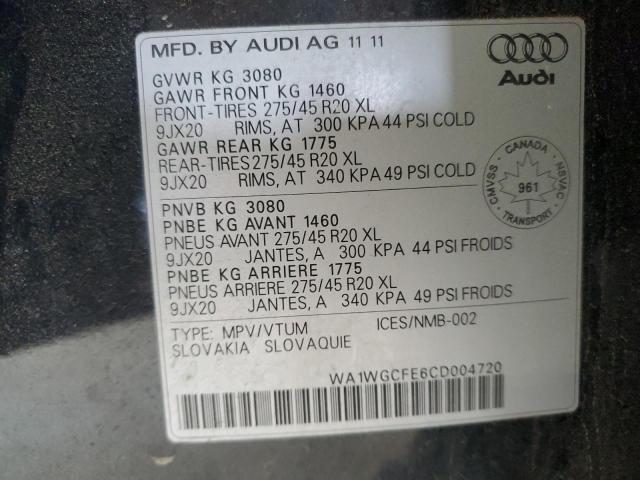 MFD. BY AUDI AG 11 11
Audi
GVWR KG 3080
GAWR FRONT KG 1460
FRONT-TIRES 275/45 R20 XL
9JX20 RIMS, AT 300 KPA 44 PSI COLD
GAWR REAR KG 1775
REAR-TIRES 275/45 R20 XL
9JX20 RIMS, AT 340 KPA 49 PSI COLD
CANADA
CMVSS NSVAC
961
TRANSPORT
PNVB KG 3080
PNBE KG AVANT 1460
PNEUS AVANT 275/45 R20 XL
9JX20 JANTES, A 300 KPA 44 PSI FROIDS
PNBE KG ARRIERE 1775
PNEUS ARRIERE 275/45 R20 XL
9JX20 JANTES, A 340 KPA 49 PSI FROIDS
TYPE: MPV/VTUM ICES/NMB-002
SLOVAKIA SLOVAQUIE
WA1WGCFE6CD004720